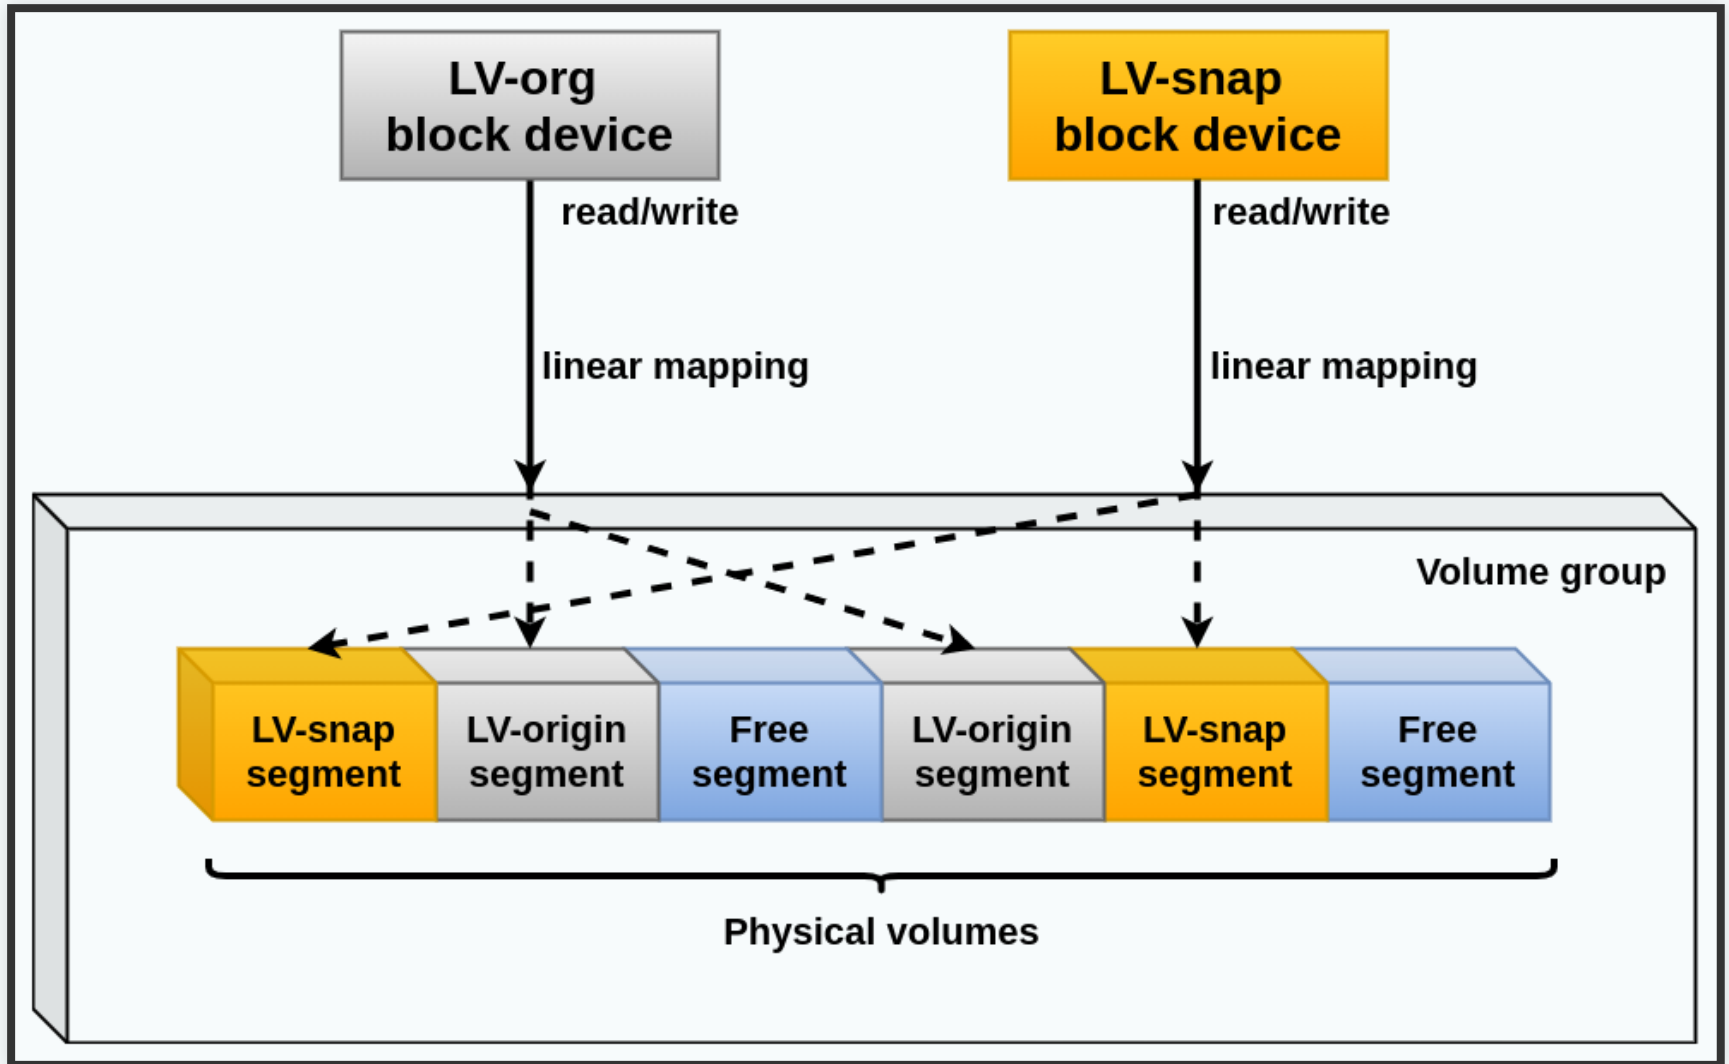 LV-org
block device
LV-snap
block device
read/write
read/write
linear mapping
linear mapping
Volume group
LV-snap
segment
LV-origin
segment
Free
segment
LV-origin
segment
LV-snap
segment
Free
segment
Physical volumes